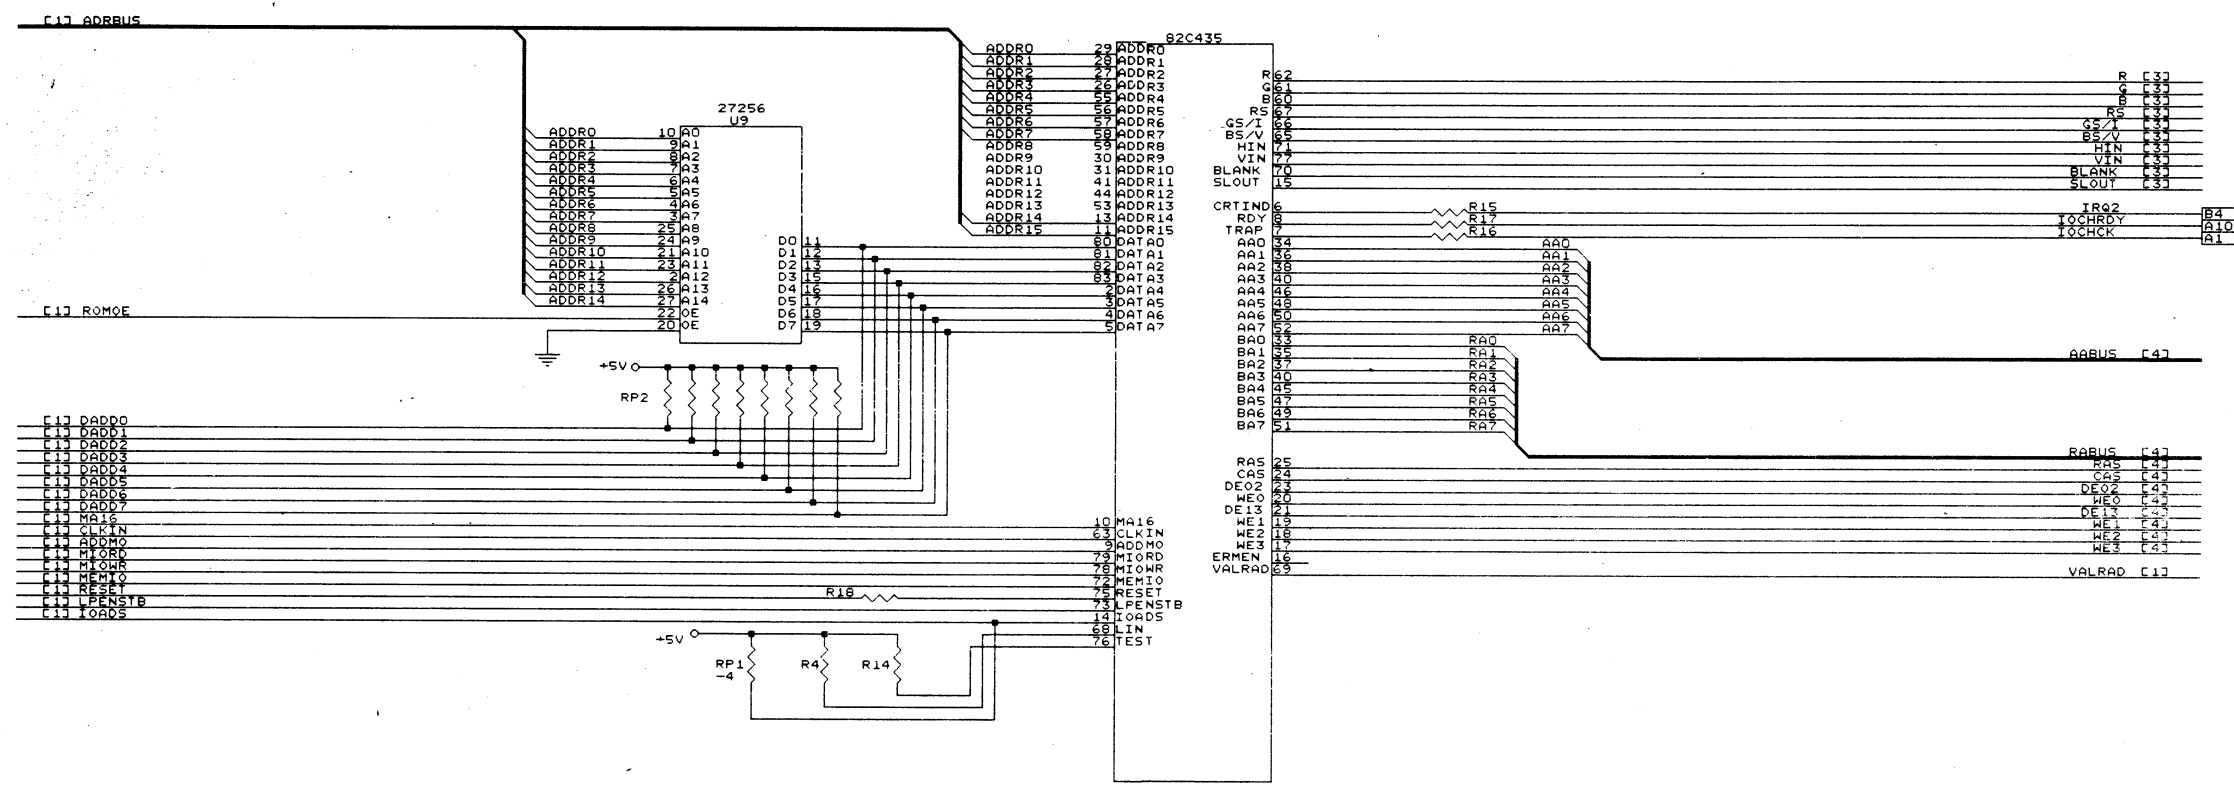 [1] ADRBUS
82C435
27256
U9
ADDR0 10 A0
ADDR1 9 A1
ADDR2 8 A2
ADDR3 7 A3
ADDR4 6 A4
ADDR5 5 A5
ADDR6 4 A6
ADDR7 3 A7
ADDR8 25 A8
ADDR9 24 A9
ADDR10 21 A10
ADDR11 23 A11
ADDR12 2 A12
ADDR13 26 A13
ADDR14 27 A14
[1] ROMOE 22 OE
20 OE
D0 11
D1 12
D2 13
D3 15
D4 16
D5 17
D6 18
D7 19
+5V
RP2
ADDR0 29 ADDR0
ADDR1 28 ADDR1
ADDR2 27 ADDR2
ADDR3 26 ADDR3
ADDR4 55 ADDR4
ADDR5 56 ADDR5
ADDR6 57 ADDR6
ADDR7 58 ADDR7
ADDR8 59 ADDR8
ADDR9 30 ADDR9
ADDR10 31 ADDR10
ADDR11 41 ADDR11
ADDR12 44 ADDR12
ADDR13 53 ADDR13
ADDR14 13 ADDR14
ADDR15 11 ADDR15
80 DATA0
81 DATA1
82 DATA2
83 DATA3
2 DATA4
3 DATA5
4 DATA6
5 DATA7
[1] DADD0
[1] DADD1
[1] DADD2
[1] DADD3
[1] DADD4
[1] DADD5
[1] DADD6
[1] DADD7
[1] MA16 10 MA16
[1] CLKIN 63 CLKIN
[1] ADDMO 9 ADDMO
[1] MIORD 79 MIORD
[1] MIOWR 78 MIOWR
[1] MEMIO 72 MEMIO
[1] RESET R18 75 RESET
[1] LPENSTB 73 LPENSTB
[1] IOADS 14 IOADS
68 LIN
76 TEST
+5V
RP1
-4
R4
R14
R 62 R [3]
G 61 G [3]
B 60 B [3]
RS 67 RS [3]
GS/I 66 GS/I [3]
BS/V 65 BS/V [3]
HIN 71 HIN [3]
VIN 77 VIN [3]
BLANK 70 BLANK [3]
SLOUT 15 SLOUT [3]
CRTIND 6 R15 IRQ2 B4
RDY 8 R17 IOCHRDY A10
TRAP 7 R16 IOCHCK A1
AA0 34 AA0
AA1 36 AA1
AA2 38 AA2
AA3 40 AA3
AA4 46 AA4
AA5 48 AA5
AA6 50 AA6
AA7 52 AA7
BA0 33 RA0
BA1 35 RA1
BA2 37 RA2
BA3 40 RA3
BA4 45 RA4
BA5 47 RA5
BA6 49 RA6
BA7 51 RA7
AABUS [4]
RABUS [4]
RAS 25 RAS [4]
CAS 24 CAS [4]
DE02 23 DE02 [4]
WE0 20 WE0 [4]
DE13 21 DE13 [4]
WE1 19 WE1 [4]
WE2 18 WE2 [4]
WE3 17 WE3 [4]
ERMEN 16
VALRAD 69 VALRAD [1]